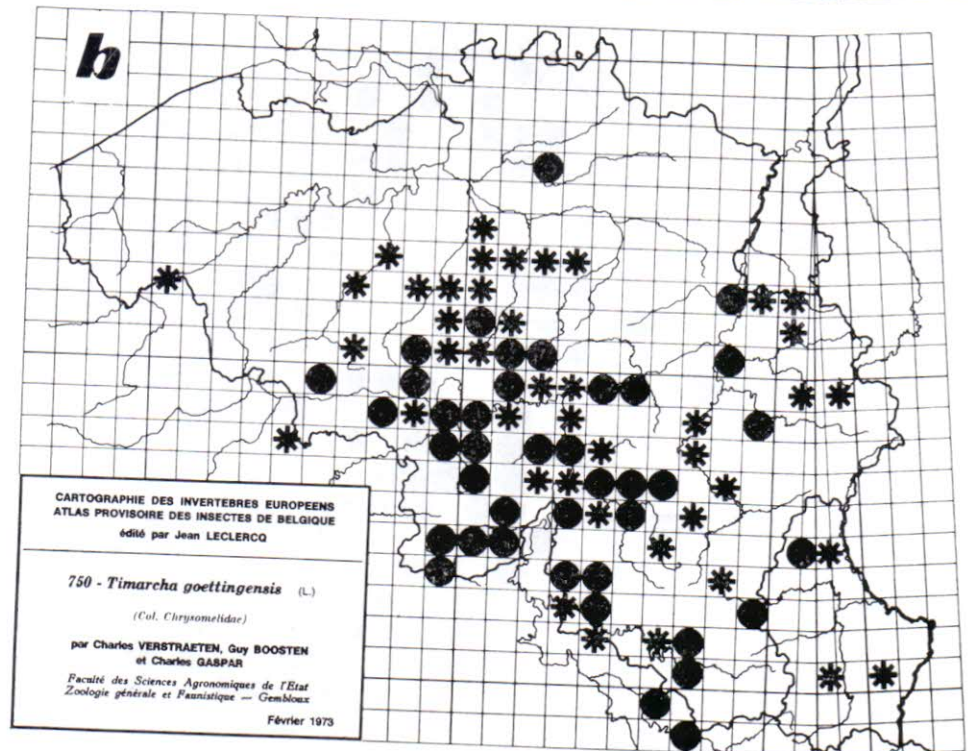 b
CARTOGRAPHIE DES INVERTEBRES EUROPEENS
ATLAS PROVISOIRE DES INSECTES DE BELGIQUE
édité par Jean LECLERCQ
750 - Timarcha goettingensis (L.)
(Col. Chrysomelidae)
par Charles VERSTRAETEN, Guy BOOSTEN
et Charles GASPAR
Faculté des Sciences Agronomiques de l'Etat
Zoologie générale et Faunistique — Gembloux
Février 1973